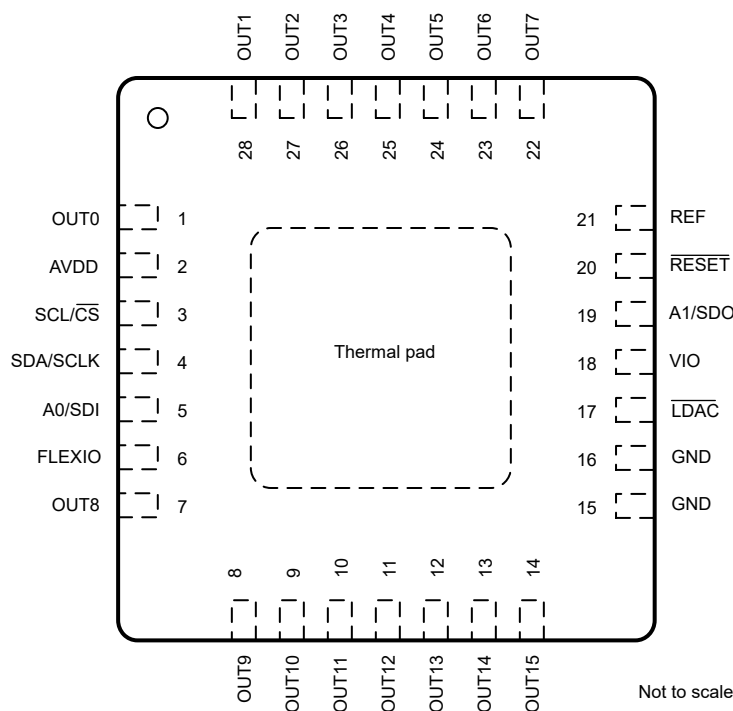 OUT1 OUT2 OUT3 OUT4 OUT5 OUT6 OUT7
28 27 26 25 24 23 22
OUT0 1 21 REF
AVDD 2 20 R̅E̅S̅E̅T̅
SCL/C̅S̅ 3 19 A1/SDO
SDA/SCLK 4 Thermal pad 18 VIO
A0/SDI 5 17 L̅D̅A̅C̅
FLEXIO 6 16 GND
OUT8 7 15 GND
8 9 10 11 12 13 14
OUT9 OUT10 OUT11 OUT12 OUT13 OUT14 OUT15
Not to scale